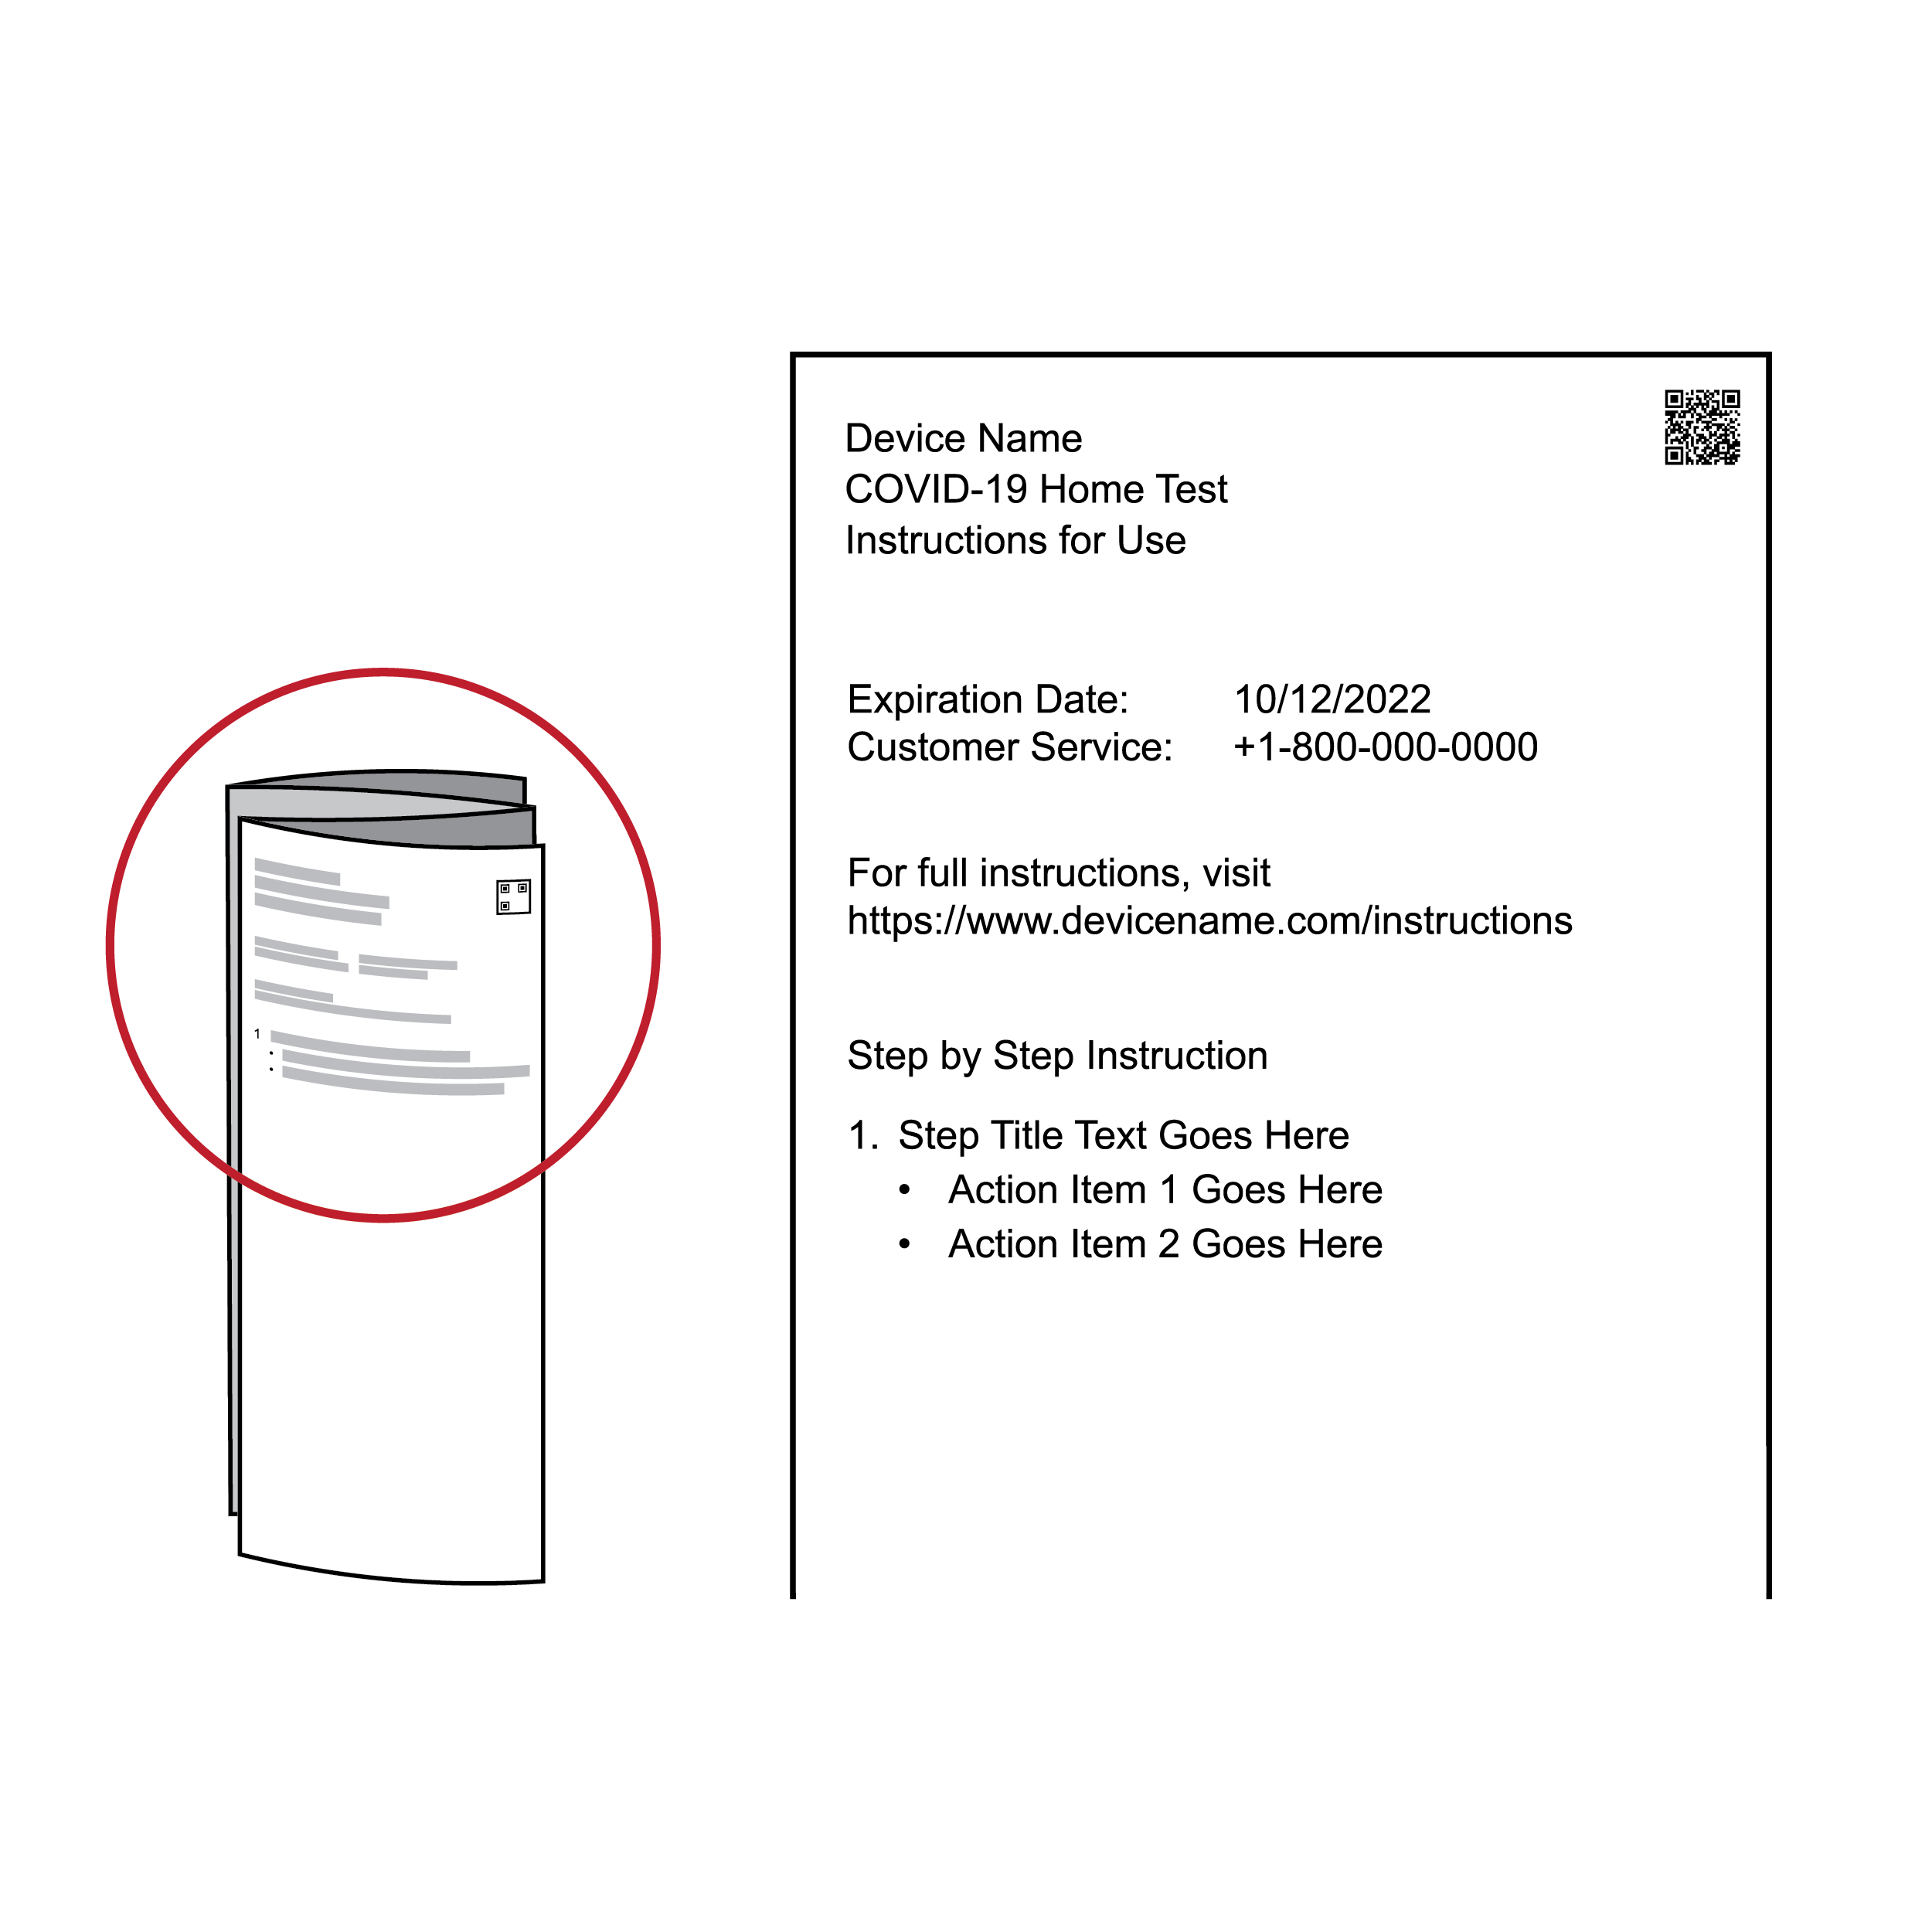 Device Name
COVID-19 Home Test
Instructions for Use
Expiration Date: 10/12/2022
Customer Service: +1-800-000-0000
For full instructions, visit
https://www.devicename.com/instructions
Step by Step Instruction
1. Step Title Text Goes Here
• Action Item 1 Goes Here
• Action Item 2 Goes Here
1